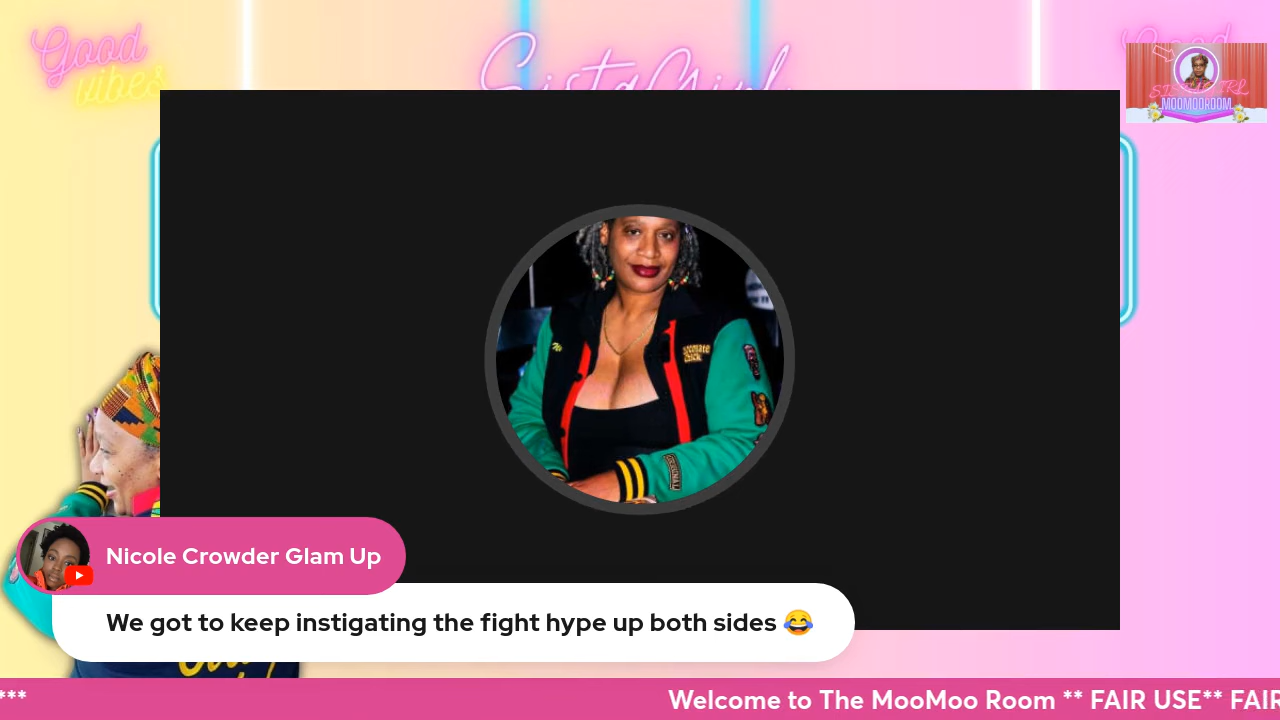 Good
vibes
SistaGirl
MOOMOOROOM
Nicole Crowder Glam Up
We got to keep instigating the fight hype up both sides 😂
*** Welcome to The MooMoo Room ** FAIR USE** FAIR